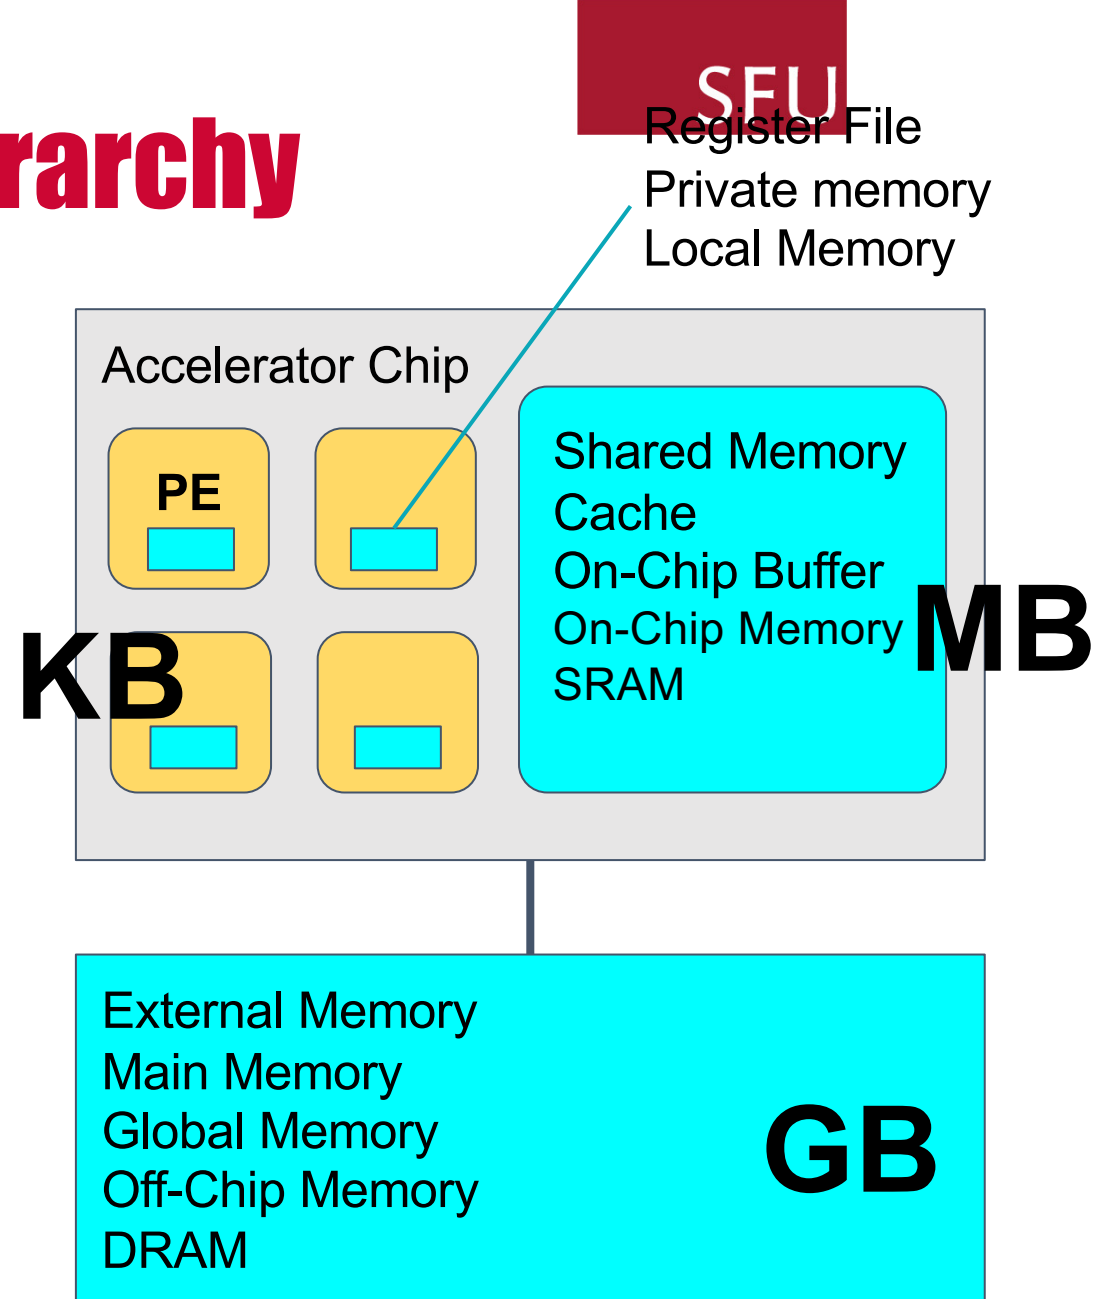 SFU
rarchy
Register File
Private memory
Local Memory
Accelerator Chip
PE
Shared Memory
Cache
On-Chip Buffer
On-Chip Memory
SRAM
MB
KB
External Memory
Main Memory
Global Memory
Off-Chip Memory
DRAM
GB